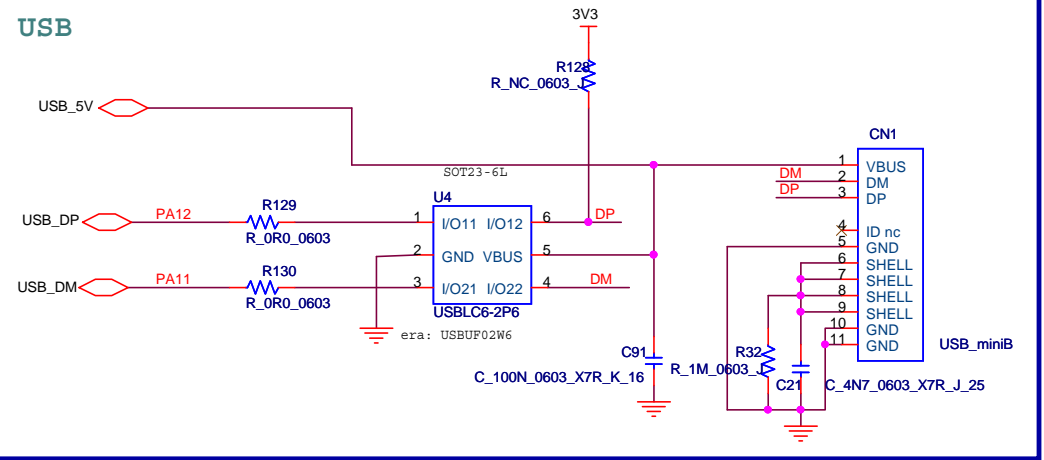 USB
3V3
R128
R_NC_0603_J
USB_5V
CN1
SOT23-6L
1 VBUS
DM 2 DM
DP 3 DP
U4
R129
USB_DP PA12 1 I/O11 I/O12 6 DP
R_0R0_0603
4 ID nc
5 GND
2 GND VBUS 5
6 SHELL
R130
7 SHELL
USB_DM PA11 3 I/O21 I/O22 4 DM
8 SHELL
R_0R0_0603
USBLC6-2P6
9 SHELL
era: USBUF02W6
10 GND
11 GND
USB_miniB
C91
R32
R_1M_0603_J
C_100N_0603_X7R_K_16
C21
C_4N7_0603_X7R_J_25